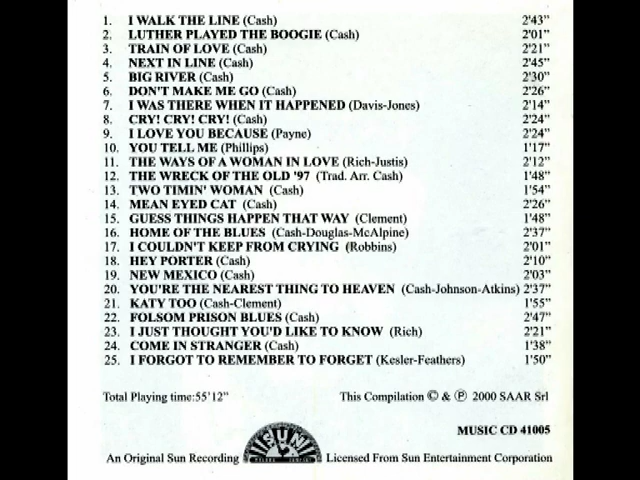 1. I WALK THE LINE (Cash) 2'43"
2. LUTHER PLAYED THE BOOGIE (Cash) 2'01"
3. TRAIN OF LOVE (Cash) 2'21"
4. NEXT IN LINE (Cash) 2'45"
5. BIG RIVER (Cash) 2'30"
6. DON'T MAKE ME GO (Cash) 2'26"
7. I WAS THERE WHEN IT HAPPENED (Davis-Jones) 2'14"
8. CRY! CRY! CRY! (Cash) 2'24"
9. I LOVE YOU BECAUSE (Payne) 2'24"
10. YOU TELL ME (Phillips) 1'17"
11. THE WAYS OF A WOMAN IN LOVE (Rich-Justis) 2'12"
12. THE WRECK OF THE OLD '97 (Trad. Arr. Cash) 1'48"
13. TWO TIMIN' WOMAN (Cash) 1'54"
14. MEAN EYED CAT (Cash) 2'26"
15. GUESS THINGS HAPPEN THAT WAY (Clement) 1'48"
16. HOME OF THE BLUES (Cash-Douglas-McAlpine) 2'37"
17. I COULDN'T KEEP FROM CRYING (Robbins) 2'01"
18. HEY PORTER (Cash) 2'10"
19. NEW MEXICO (Cash) 2'03"
20. YOU'RE THE NEAREST THING TO HEAVEN (Cash-Johnson-Atkins) 2'37"
21. KATY TOO (Cash-Clement) 1'55"
22. FOLSOM PRISON BLUES (Cash) 2'47"
23. I JUST THOUGHT YOU'D LIKE TO KNOW (Rich) 2'21"
24. COME IN STRANGER (Cash) 1'38"
25. I FORGOT TO REMEMBER TO FORGET (Kesler-Feathers) 1'50"
Total Playing time:55'12" This Compilation © & ℗ 2000 SAAR Srl
MUSIC CD 41005
SUN
An Original Sun Recording Licensed From Sun Entertainment Corporation